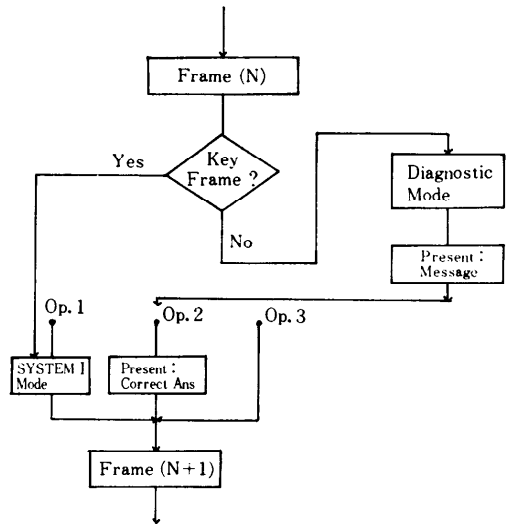 Frame (N)
Key
Frame ?
Yes
No
Diagnostic
Mode
Present :
Message
Op. 1
Op. 2
Op. 3
SYSTEM I
Mode
Present :
Correct Ans
Frame (N+1)